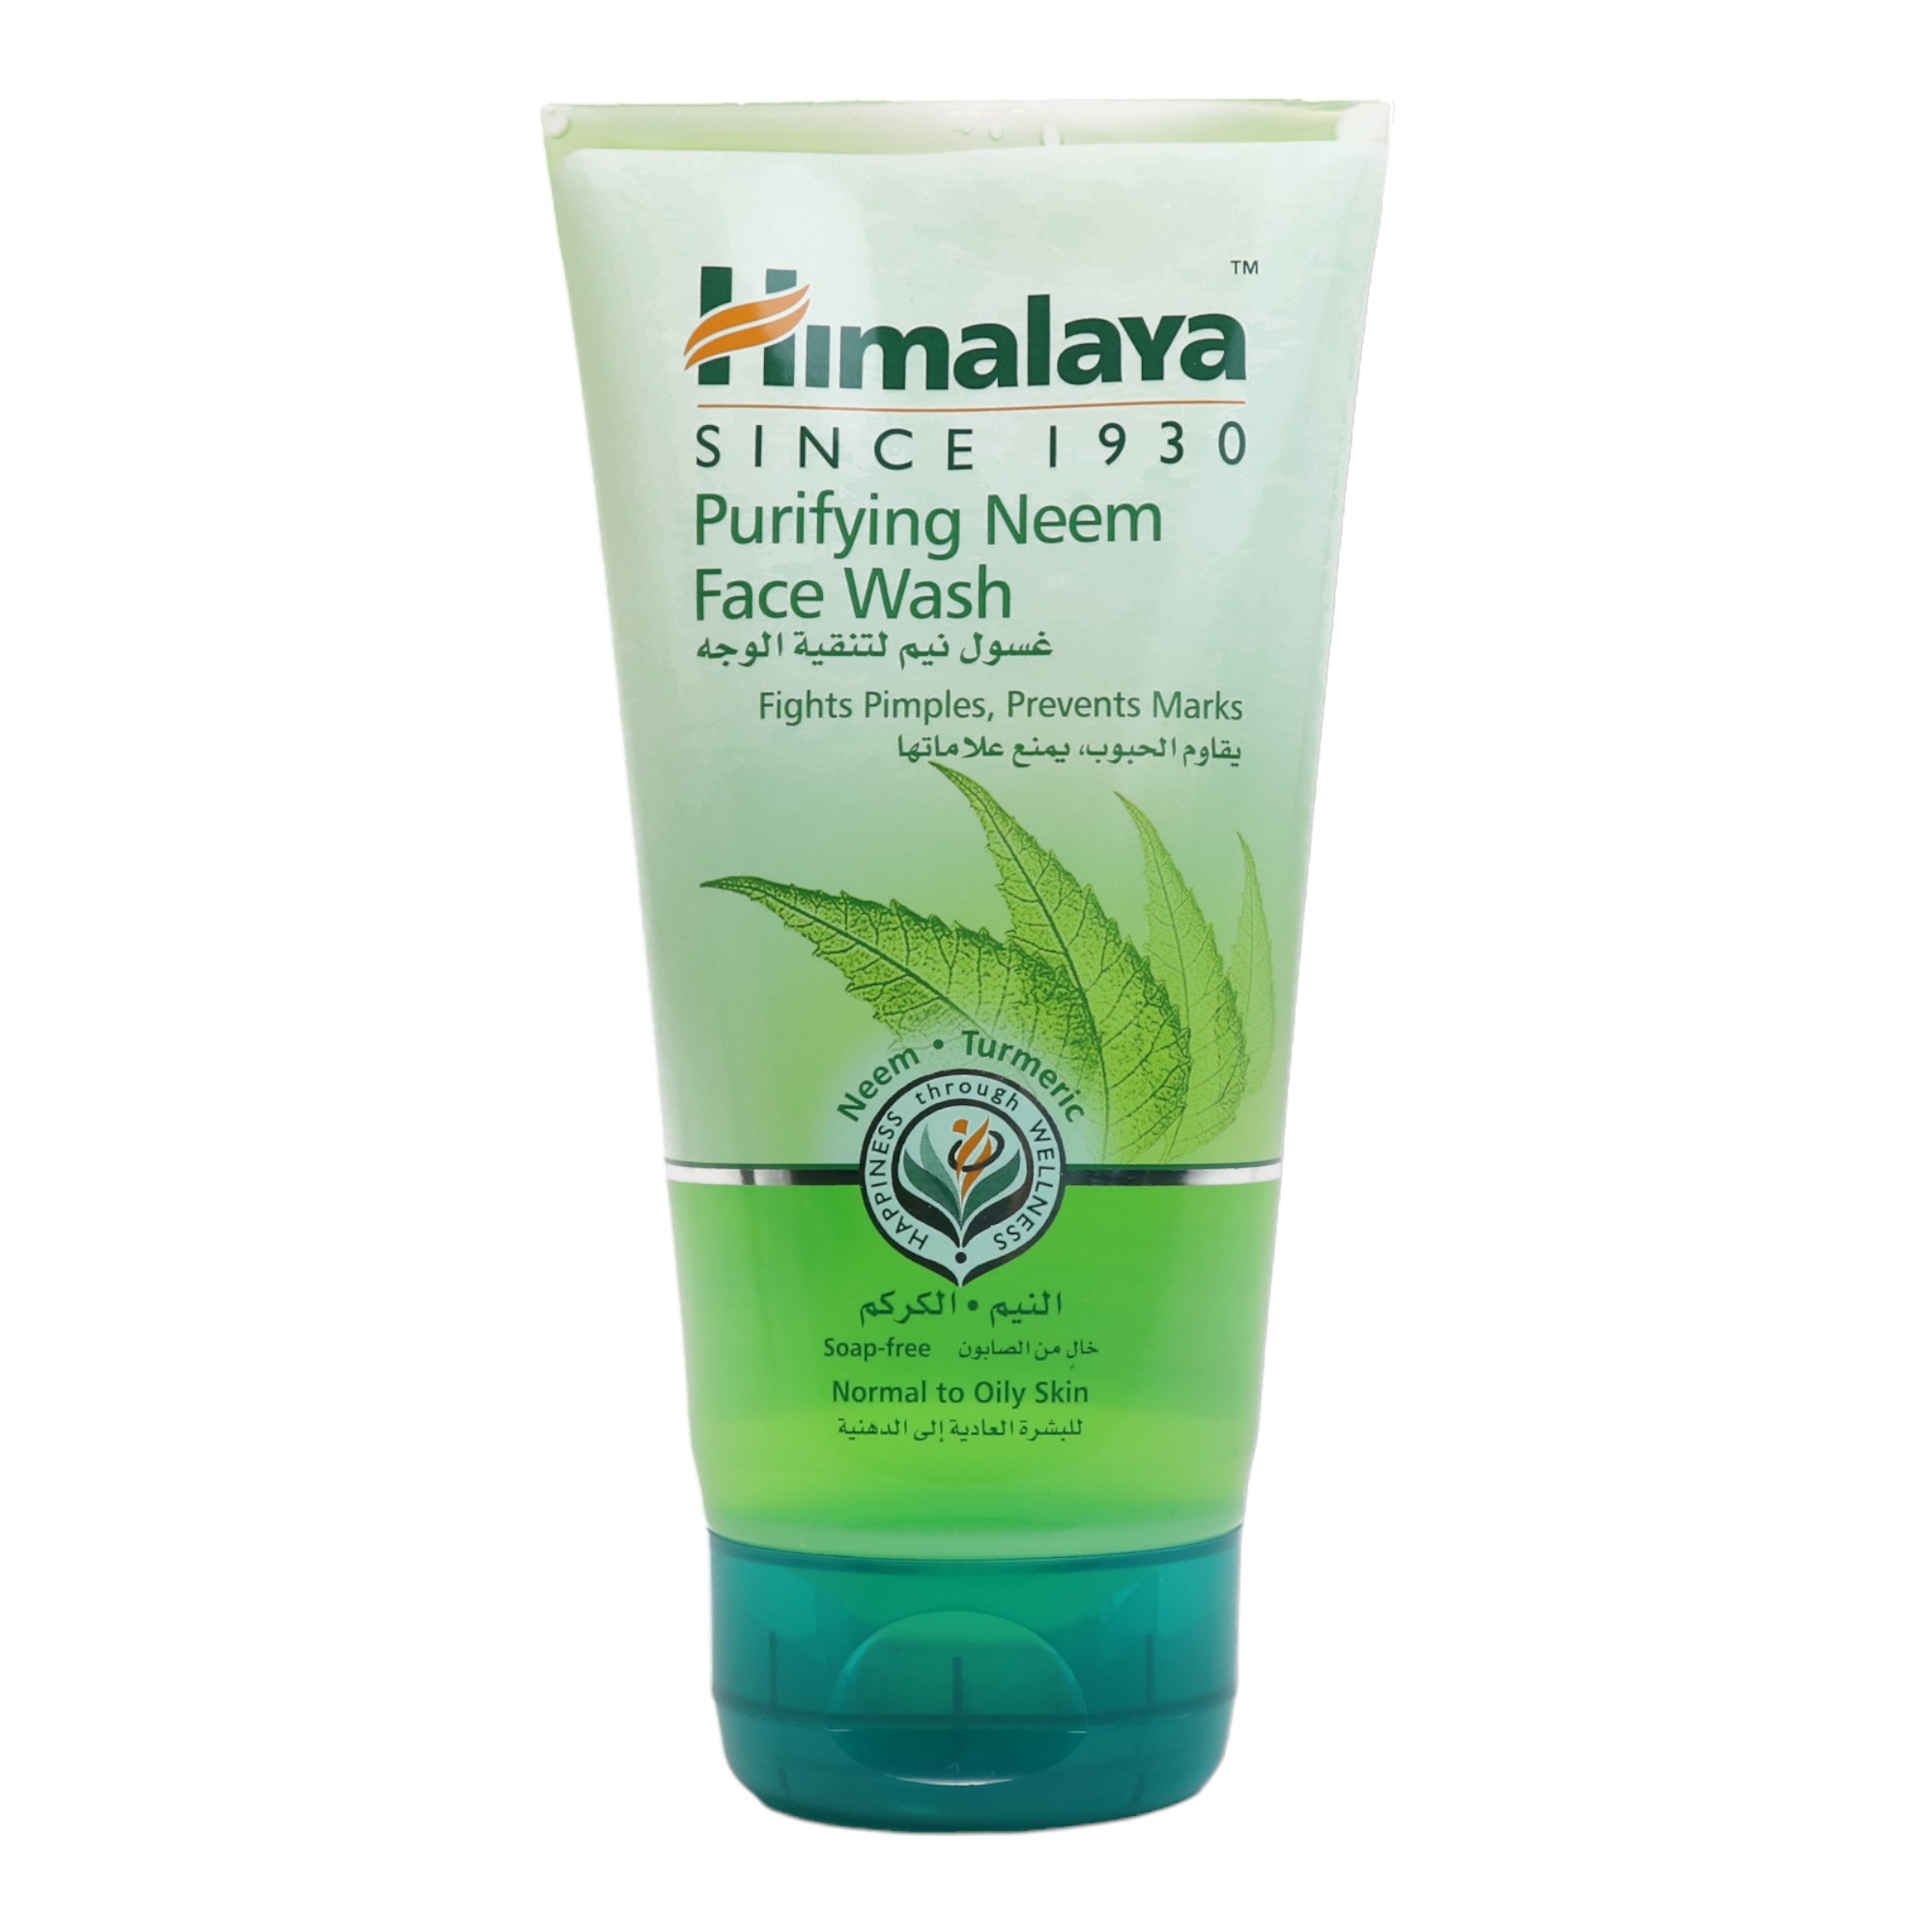 Himalaya™
SINCE 1930
Purifying Neem
Face Wash
غسول نيم لتنقية الوجه
Fights Pimples, Prevents Marks
يقاوم الحبوب، يمنع علاماتها
Neem • Turmeric
HAPPINESS through WELLNESS
النيم • الكركم
Soap-free خالٍ من الصابون
Normal to Oily Skin
للبشرة العادية إلى الدهنية